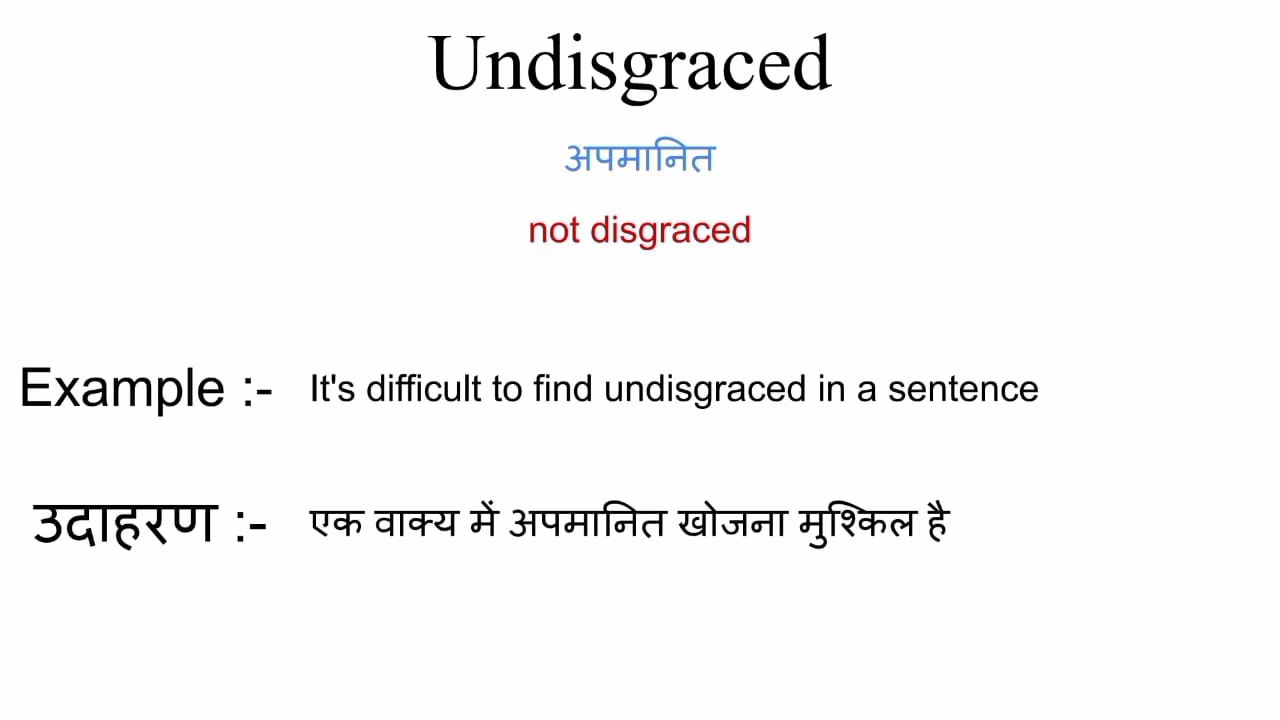 Undisgraced
अपमानित
not disgraced
Example :- It's difficult to find undisgraced in a sentence
उदाहरण :- एक वाक्य में अपमानित खोजना मुश्किल है